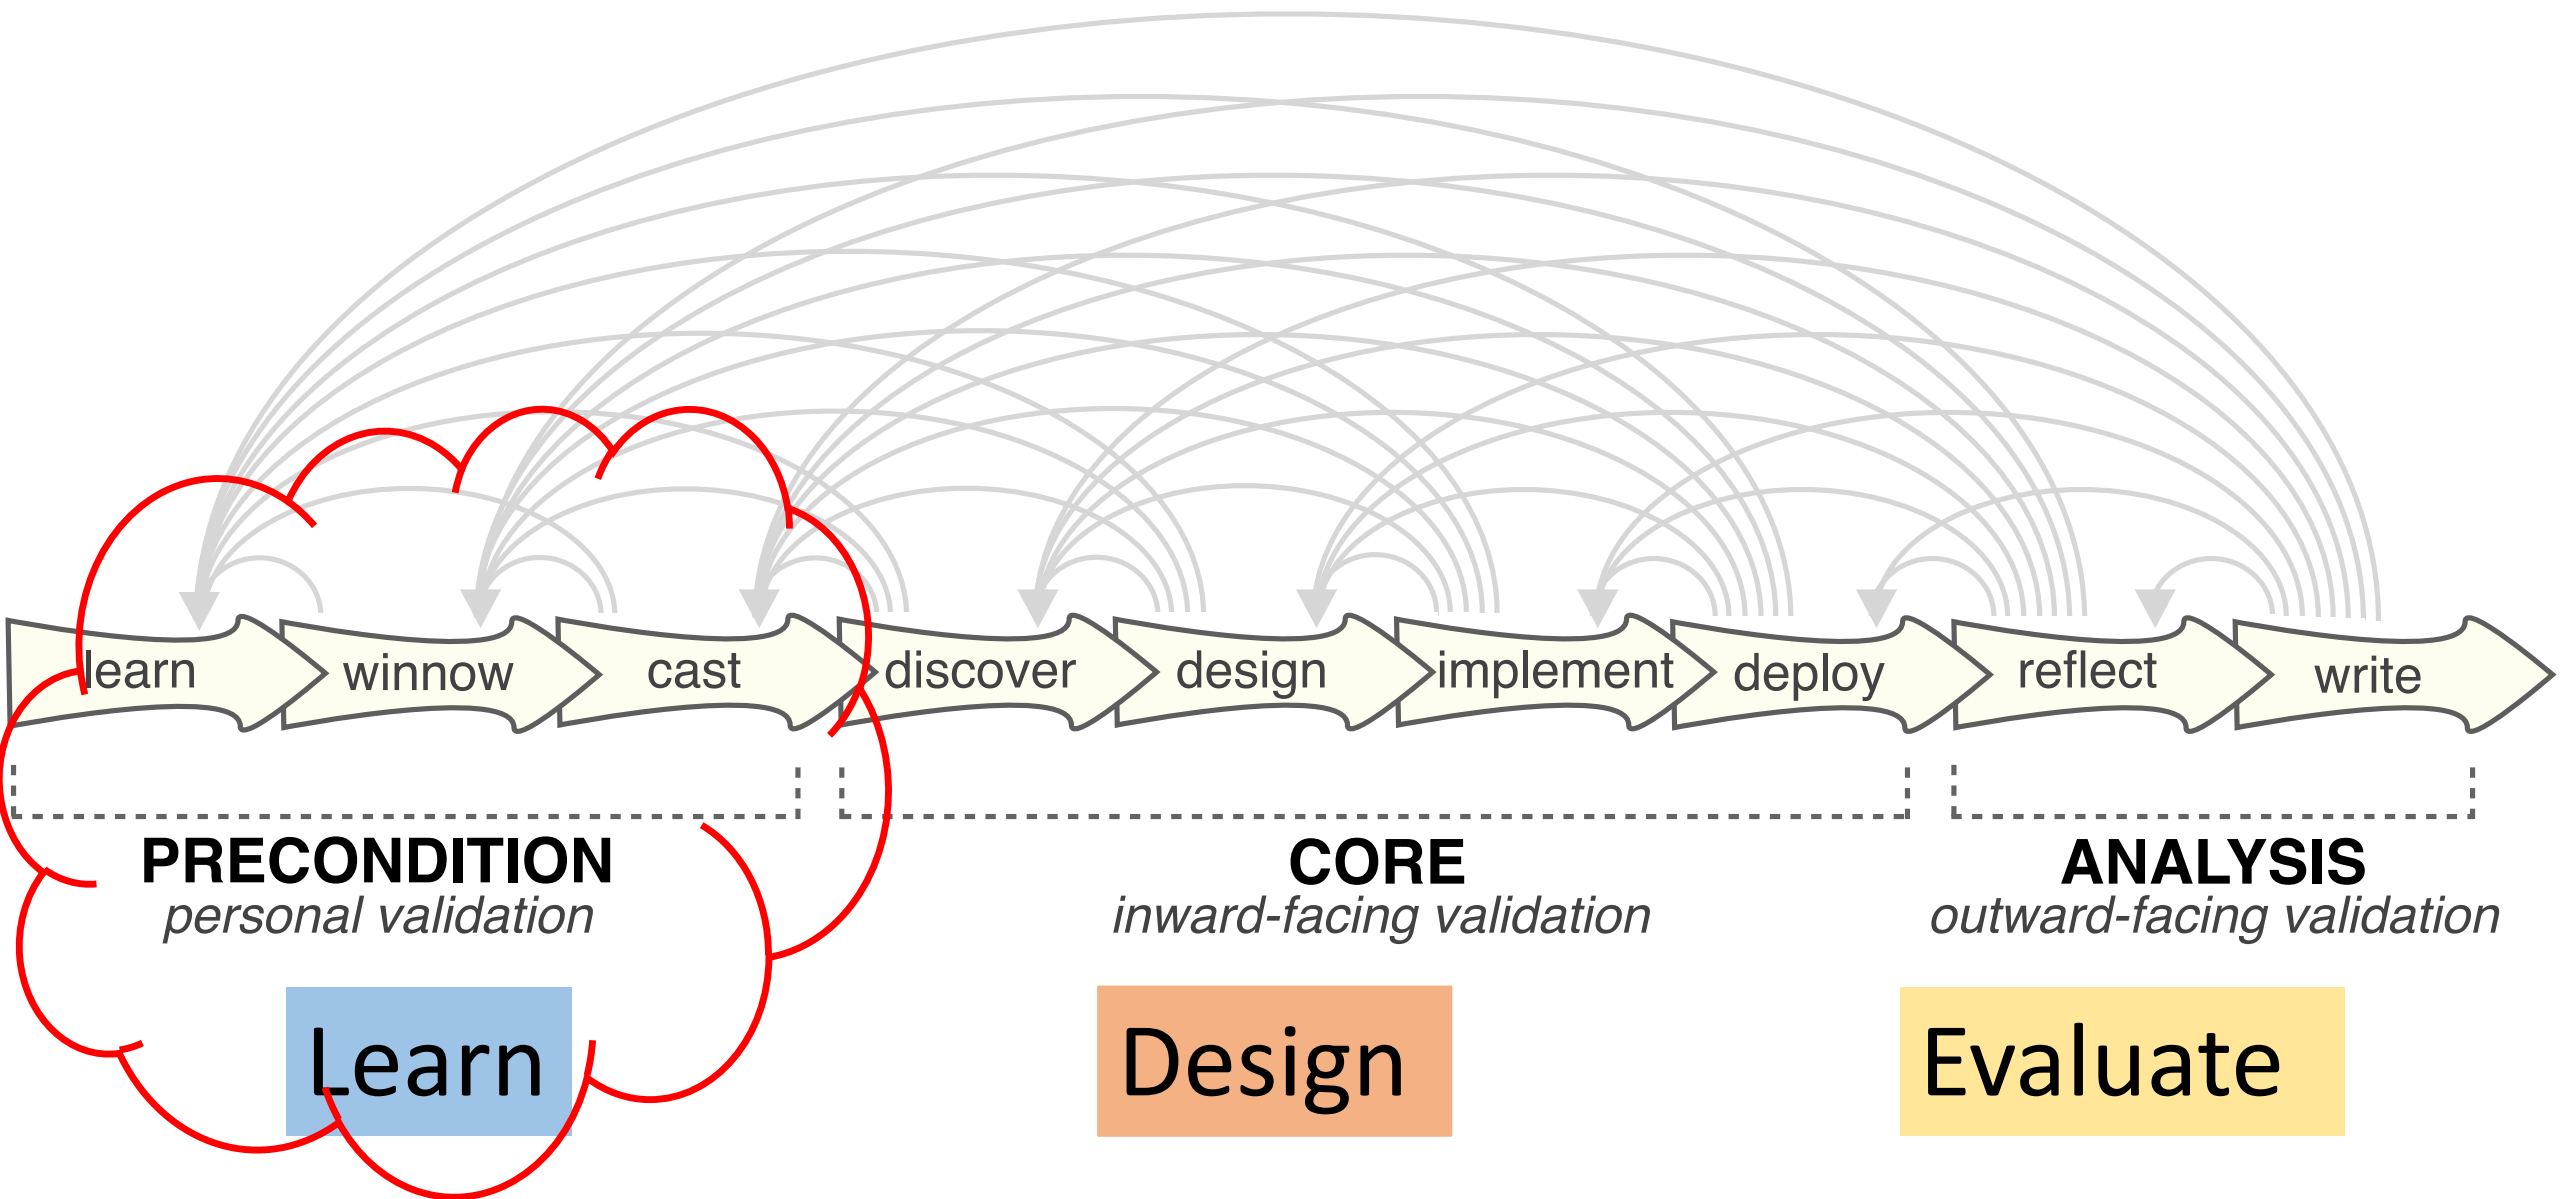 learn winnow cast discover design implement deploy reflect write
PRECONDITION CORE ANALYSIS
personal validation inward-facing validation outward-facing validation
Learn Design Evaluate